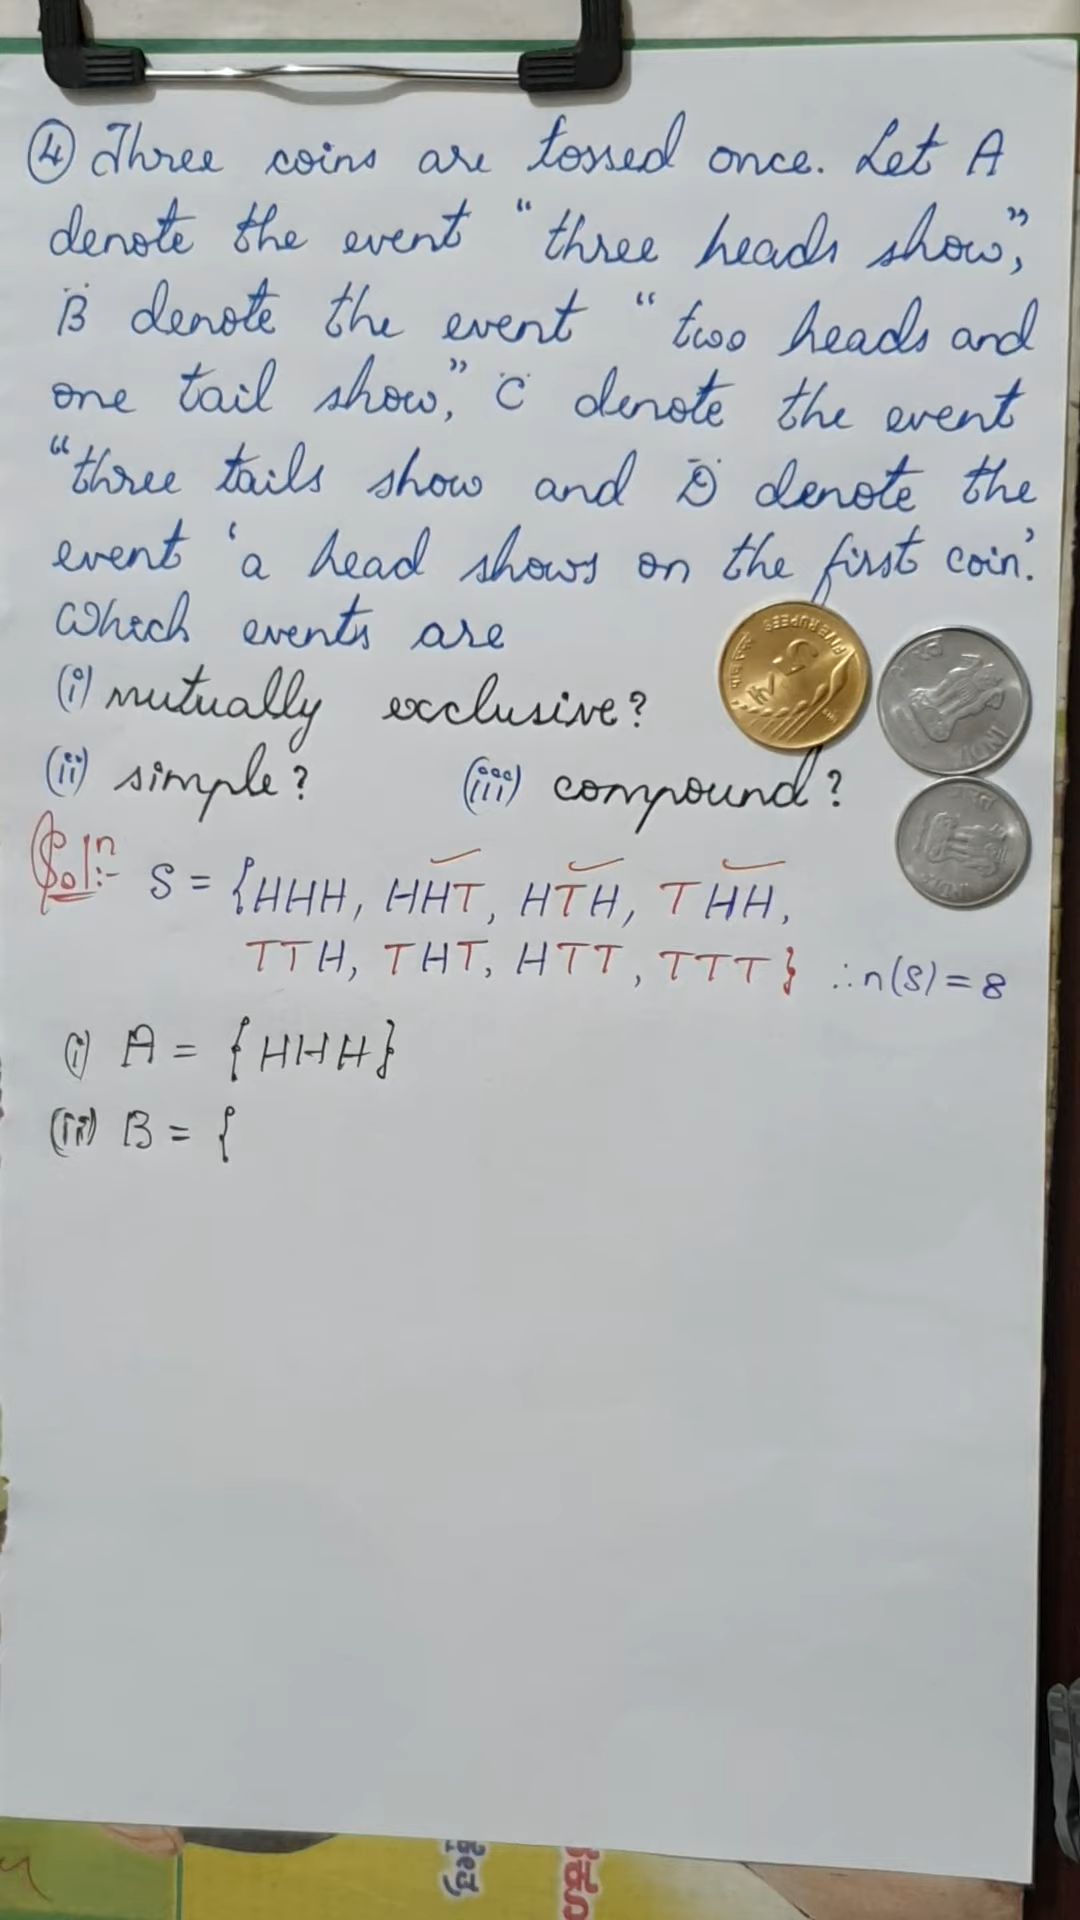 ④ Three coins are tossed once. Let A
denote the event "three heads show",
B denote the event "two heads and
one tail show", C denote the event
"three tails show and D denote the
event 'a head shows on the first coin'.
Which events are
(i) mutually exclusive?
(ii) simple? (iii) compound?
Solⁿ:- S = {HHH, HHT, HTH, THH,
TTH, THT, HTT, TTT} ∴n(S) = 8
(i) A = {HHH}
(ii) B = {
FIVE RUPEES
INDIA